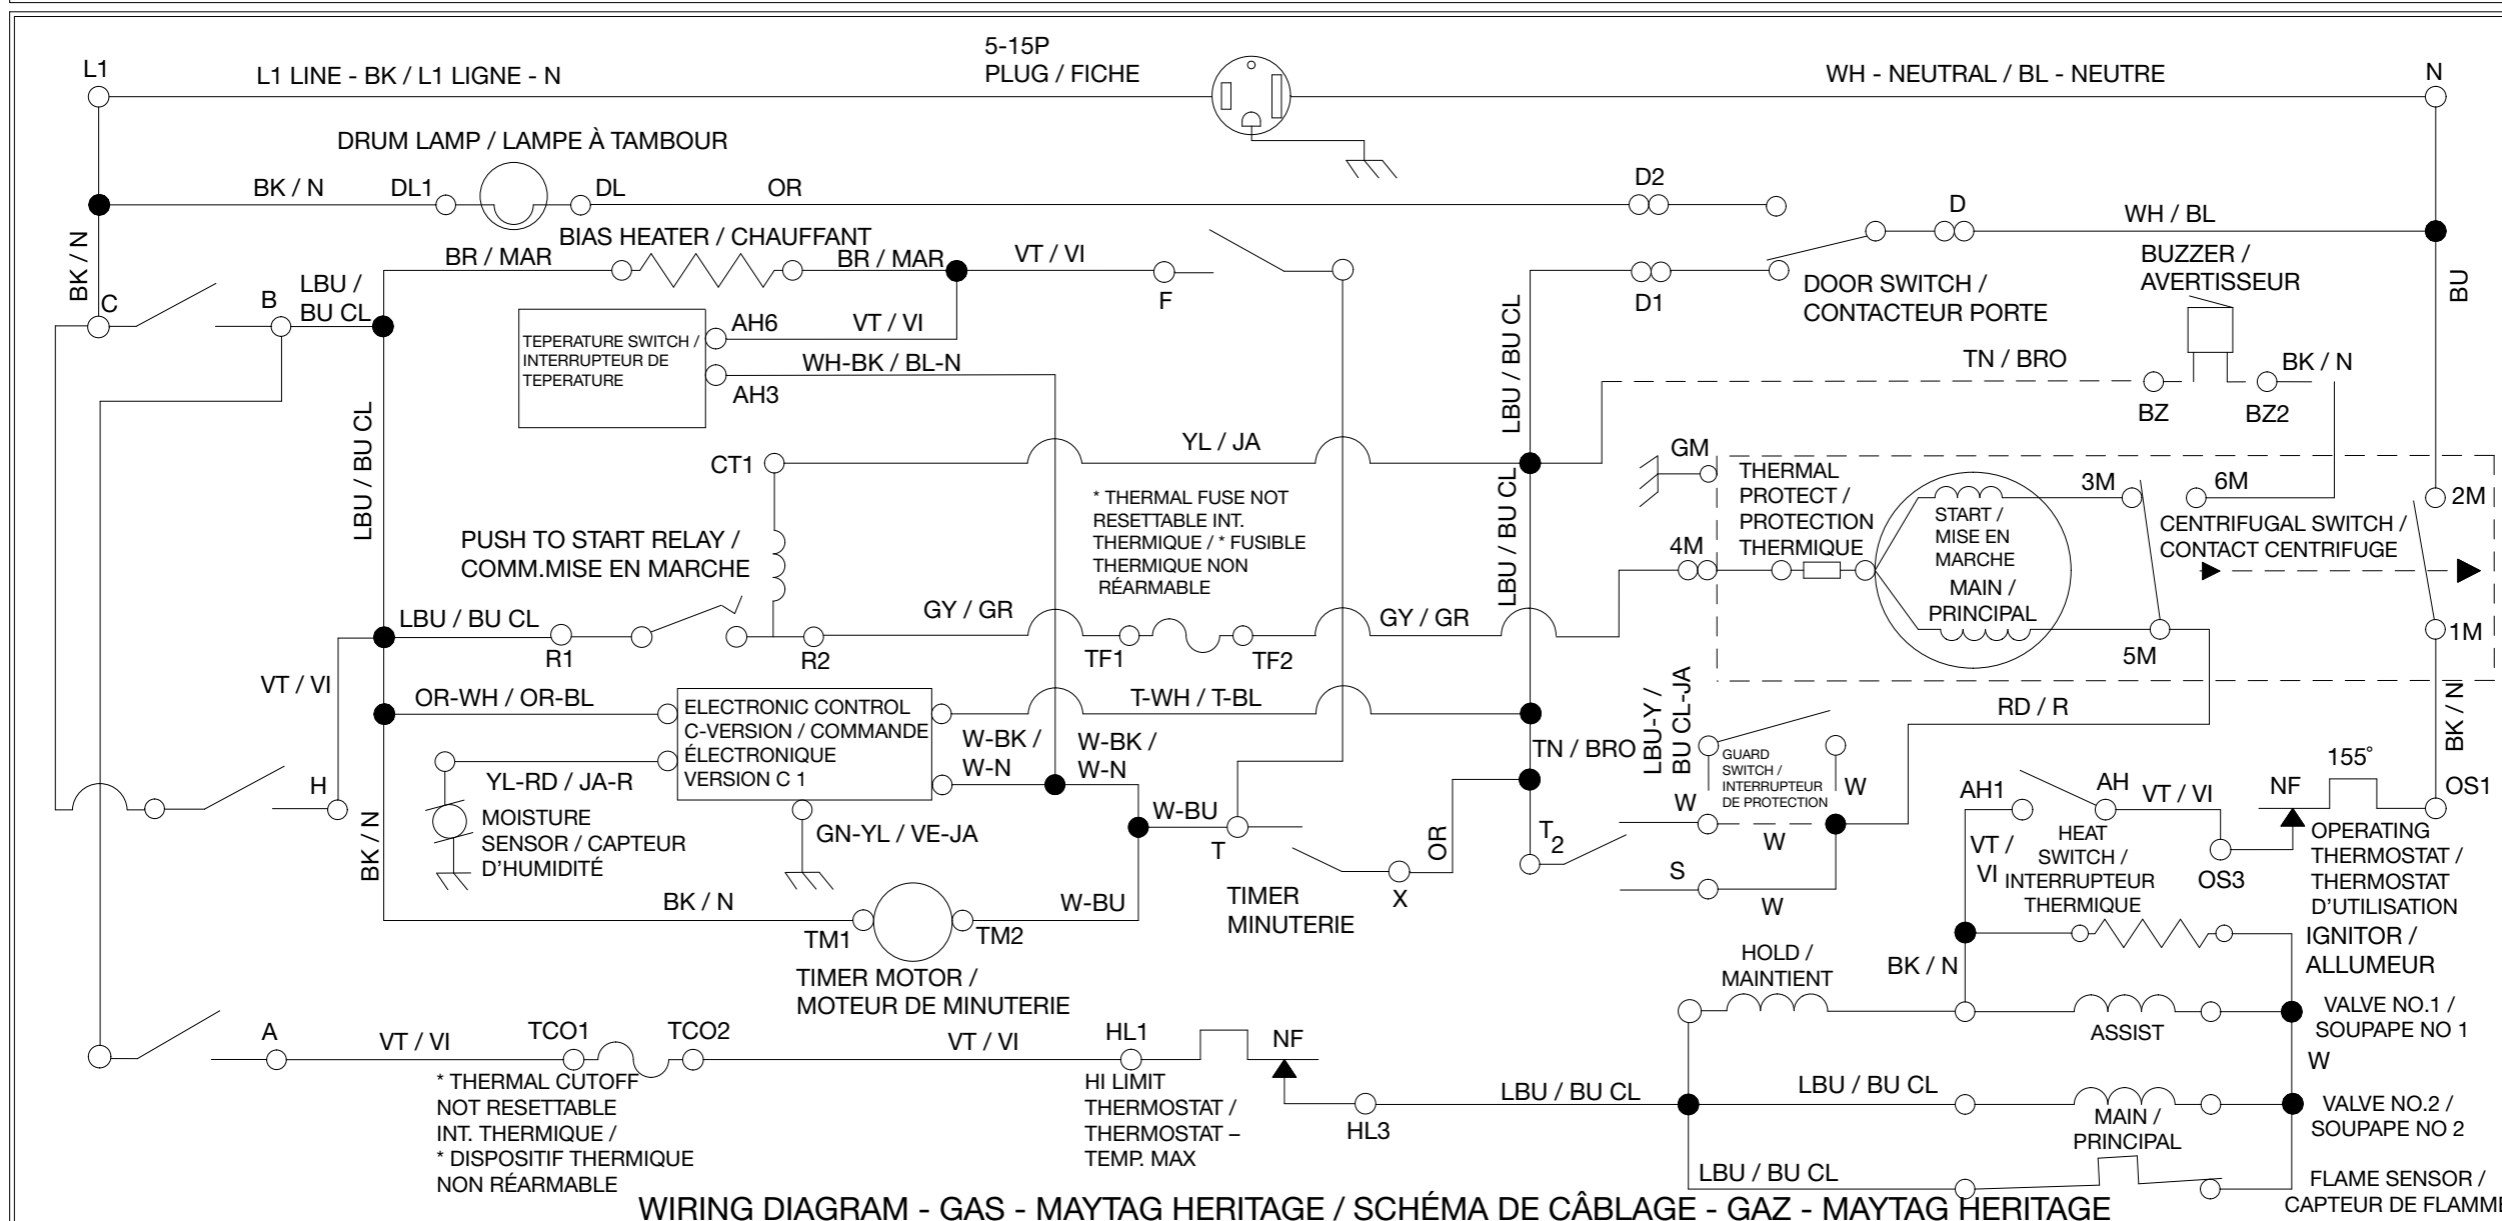 5-15P
PLUG / FICHE
L1
L1 LINE - BK / L1 LIGNE - N
WH - NEUTRAL / BL - NEUTRE
N
DRUM LAMP / LAMPE À TAMBOUR
BK / N
DL1
DL
OR
D2
D
WH / BL
BK / N
BIAS HEATER / CHAUFFANT
BR / MAR
BR / MAR
VT / VI
F
C
B
LBU /
BU CL
D1
DOOR SWITCH /
CONTACTEUR PORTE
BUZZER /
AVERTISSEUR
BU
TEPERATURE SWITCH /
INTERRUPTEUR DE
TEPERATURE
AH6
VT / VI
WH-BK / BL-N
AH3
LBU / BU CL
TN / BRO
BK / N
BZ
BZ2
LBU / BU CL
CT1
YL / JA
* THERMAL FUSE NOT
RESETTABLE INT.
THERMIQUE / * FUSIBLE
THERMIQUE NON
RÉARMABLE
LBU / BU CL
GM
THERMAL
PROTECT /
PROTECTION
THERMIQUE
4M
START /
MISE EN
MARCHE
MAIN /
PRINCIPAL
3M
6M
2M
CENTRIFUGAL SWITCH /
CONTACT CENTRIFUGE
5M
1M
PUSH TO START RELAY /
COMM.MISE EN MARCHE
LBU / BU CL
R1
R2
GY / GR
TF1
TF2
GY / GR
VT / VI
OR-WH / OR-BL
ELECTRONIC CONTROL
C-VERSION / COMMANDE
ÉLECTRONIQUE
VERSION C 1
T-WH / T-BL
W-BK /
W-N
W-BK /
W-N
TN / BRO
LBU-Y /
BU CL-JA
GUARD
SWITCH /
INTERRUPTEUR
DE PROTECTION
W
W
W
RD / R
BK / N
YL-RD / JA-R
H
MOISTURE
SENSOR / CAPTEUR
D’HUMIDITÉ
GN-YL / VE-JA
BK / N
W-BU
T
OR
X
TIMER
MINUTERIE
T
2
S
W
AH1
AH
VT / VI
HEAT
SWITCH /
INTERRUPTEUR
THERMIQUE
VT /
VI
OS3
NF
155°
OS1
OPERATING
THERMOSTAT /
THERMOSTAT
D’UTILISATION
BK / N
TM1
TM2
W-BU
TIMER MOTOR /
MOTEUR DE MINUTERIE
HOLD /
MAINTIENT
BK / N
IGNITOR /
ALLUMEUR
ASSIST
VALVE NO.1 /
SOUPAPE NO 1
W
A
VT / VI
TCO1
TCO2
VT / VI
HL1
NF
* THERMAL CUTOFF
NOT RESETTABLE
INT. THERMIQUE /
* DISPOSITIF THERMIQUE
NON RÉARMABLE
HI LIMIT
THERMOSTAT /
THERMOSTAT –
TEMP. MAX
HL3
LBU / BU CL
LBU / BU CL
MAIN /
PRINCIPAL
VALVE NO.2 /
SOUPAPE NO 2
LBU / BU CL
FLAME SENSOR /
CAPTEUR DE FLAMME
WIRING DIAGRAM - GAS - MAYTAG HERITAGE / SCHÉMA DE CÂBLAGE - GAZ - MAYTAG HERITAGE